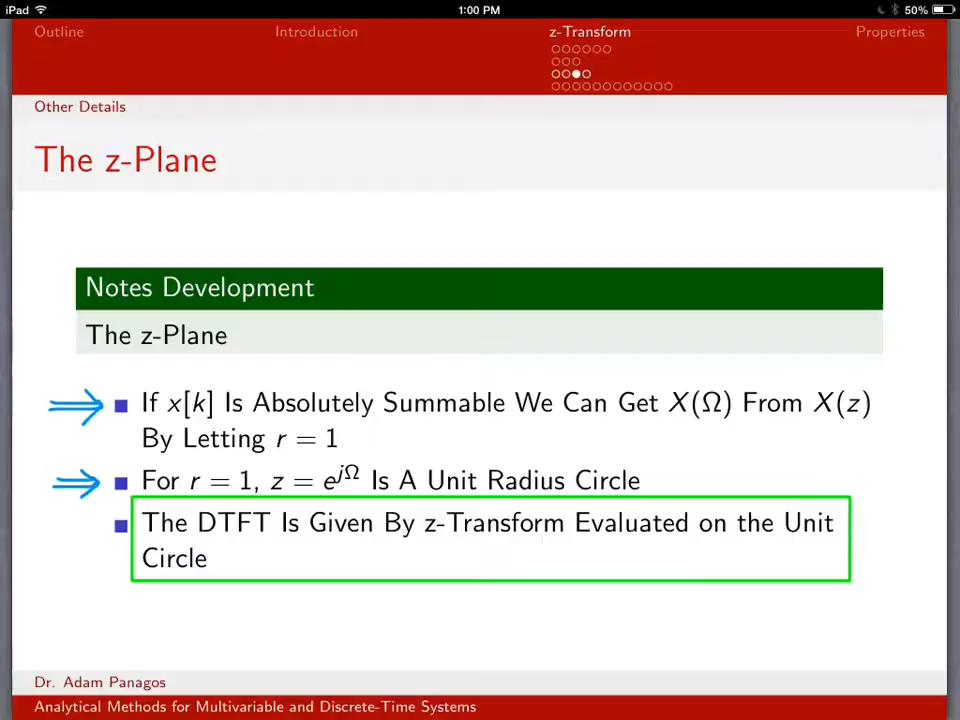 iPad 1:00 PM 50%
Outline Introduction z-Transform Properties
Other Details
The z-Plane
Notes Development
The z-Plane
If x[k] Is Absolutely Summable We Can Get X(Ω) From X(z)
By Letting r = 1
For r = 1, z = e^{jΩ} Is A Unit Radius Circle
The DTFT Is Given By z-Transform Evaluated on the Unit
Circle
Dr. Adam Panagos
Analytical Methods for Multivariable and Discrete-Time Systems